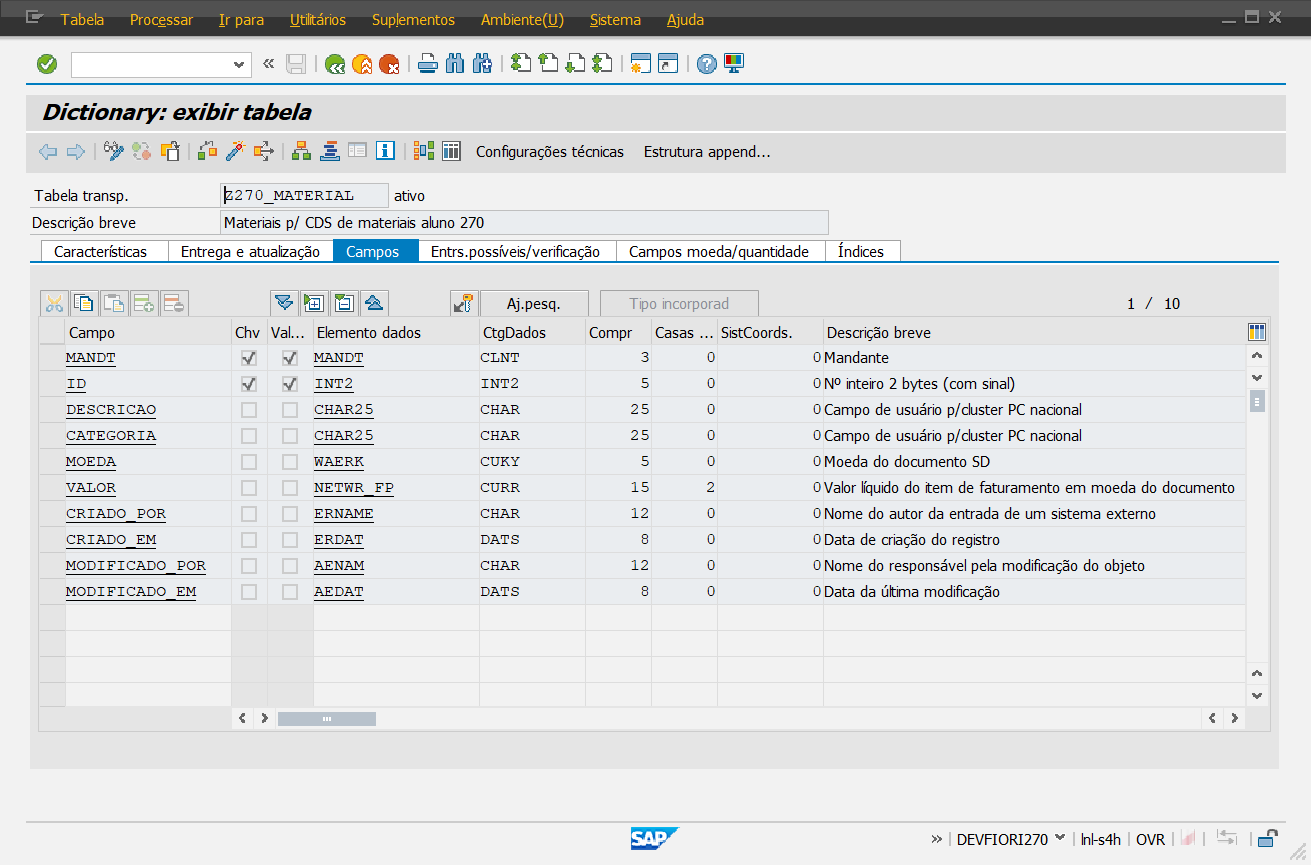 Tabela Processar Ir para Utilitários Suplementos Ambiente(U) Sistema Ajuda
Dictionary: exibir tabela
Configurações técnicas Estrutura append...
Tabela transp. Z270_MATERIAL ativo
Descrição breve Materiais p/ CDS de materiais aluno 270
Características Entrega e atualização Campos Entrs.possíveis/verificação Campos moeda/quantidade Índices
Aj.pesq. Tipo incorporad 1 / 10
Campo Chv Val... Elemento dados CtgDados Compr Casas ... SistCoords. Descrição breve
MANDT MANDT CLNT 3 0 0 Mandante
ID INT2 INT2 5 0 0 Nº inteiro 2 bytes (com sinal)
DESCRICAO CHAR25 CHAR 25 0 0 Campo de usuário p/cluster PC nacional
CATEGORIA CHAR25 CHAR 25 0 0 Campo de usuário p/cluster PC nacional
MOEDA WAERK CUKY 5 0 0 Moeda do documento SD
VALOR NETWR_FP CURR 15 2 0 Valor líquido do item de faturamento em moeda do documento
CRIADO_POR ERNAME CHAR 12 0 0 Nome do autor da entrada de um sistema externo
CRIADO_EM ERDAT DATS 8 0 0 Data de criação do registro
MODIFICADO_POR AENAM CHAR 12 0 0 Nome do responsável pela modificação do objeto
MODIFICADO_EM AEDAT DATS 8 0 0 Data da última modificação
SAP DEVFIORI270 lnl-s4h OVR